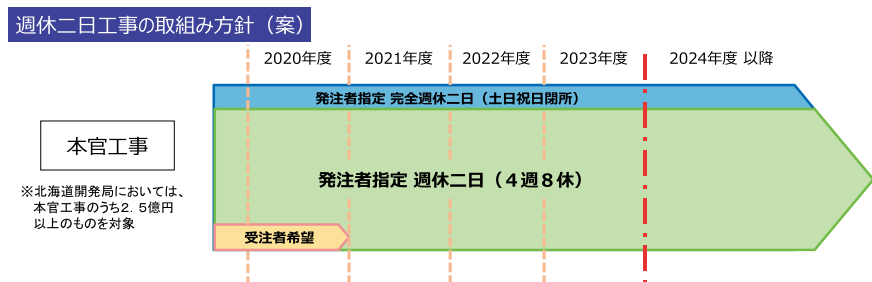 週休二日工事の取組み方針（案）
2020年度
2021年度
2022年度
2023年度
2024年度 以降
発注者指定 完全週休二日（土日祝日閉所）
本官工事
発注者指定 週休二日（４週８休）
※北海道開発局においては、
本官工事のうち２．５億円
以上のものを対象
受注者希望